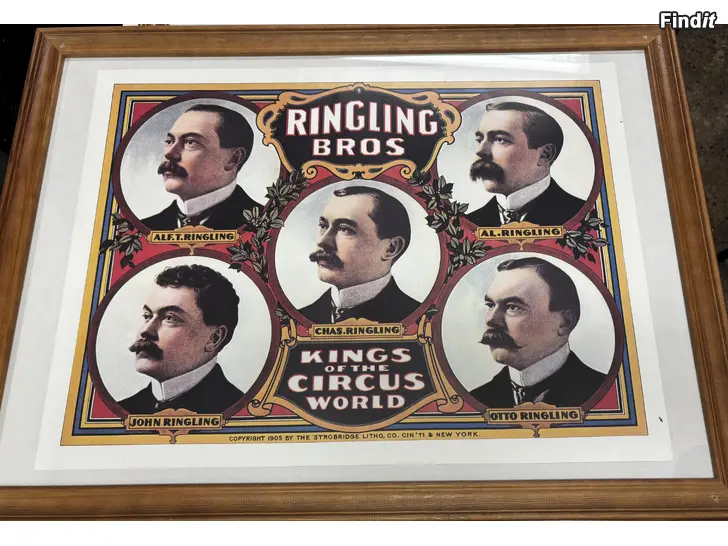 Findit
RINGLING
BROS
ALF.T.RINGLING
AL.RINGLING
CHAS.RINGLING
KINGS
OF THE
CIRCUS
WORLD
JOHN RINGLING
OTTO RINGLING
COPYRIGHT 1905 BY THE STROBRIDGE LITHO, CO. CIN'TI & NEW YORK.